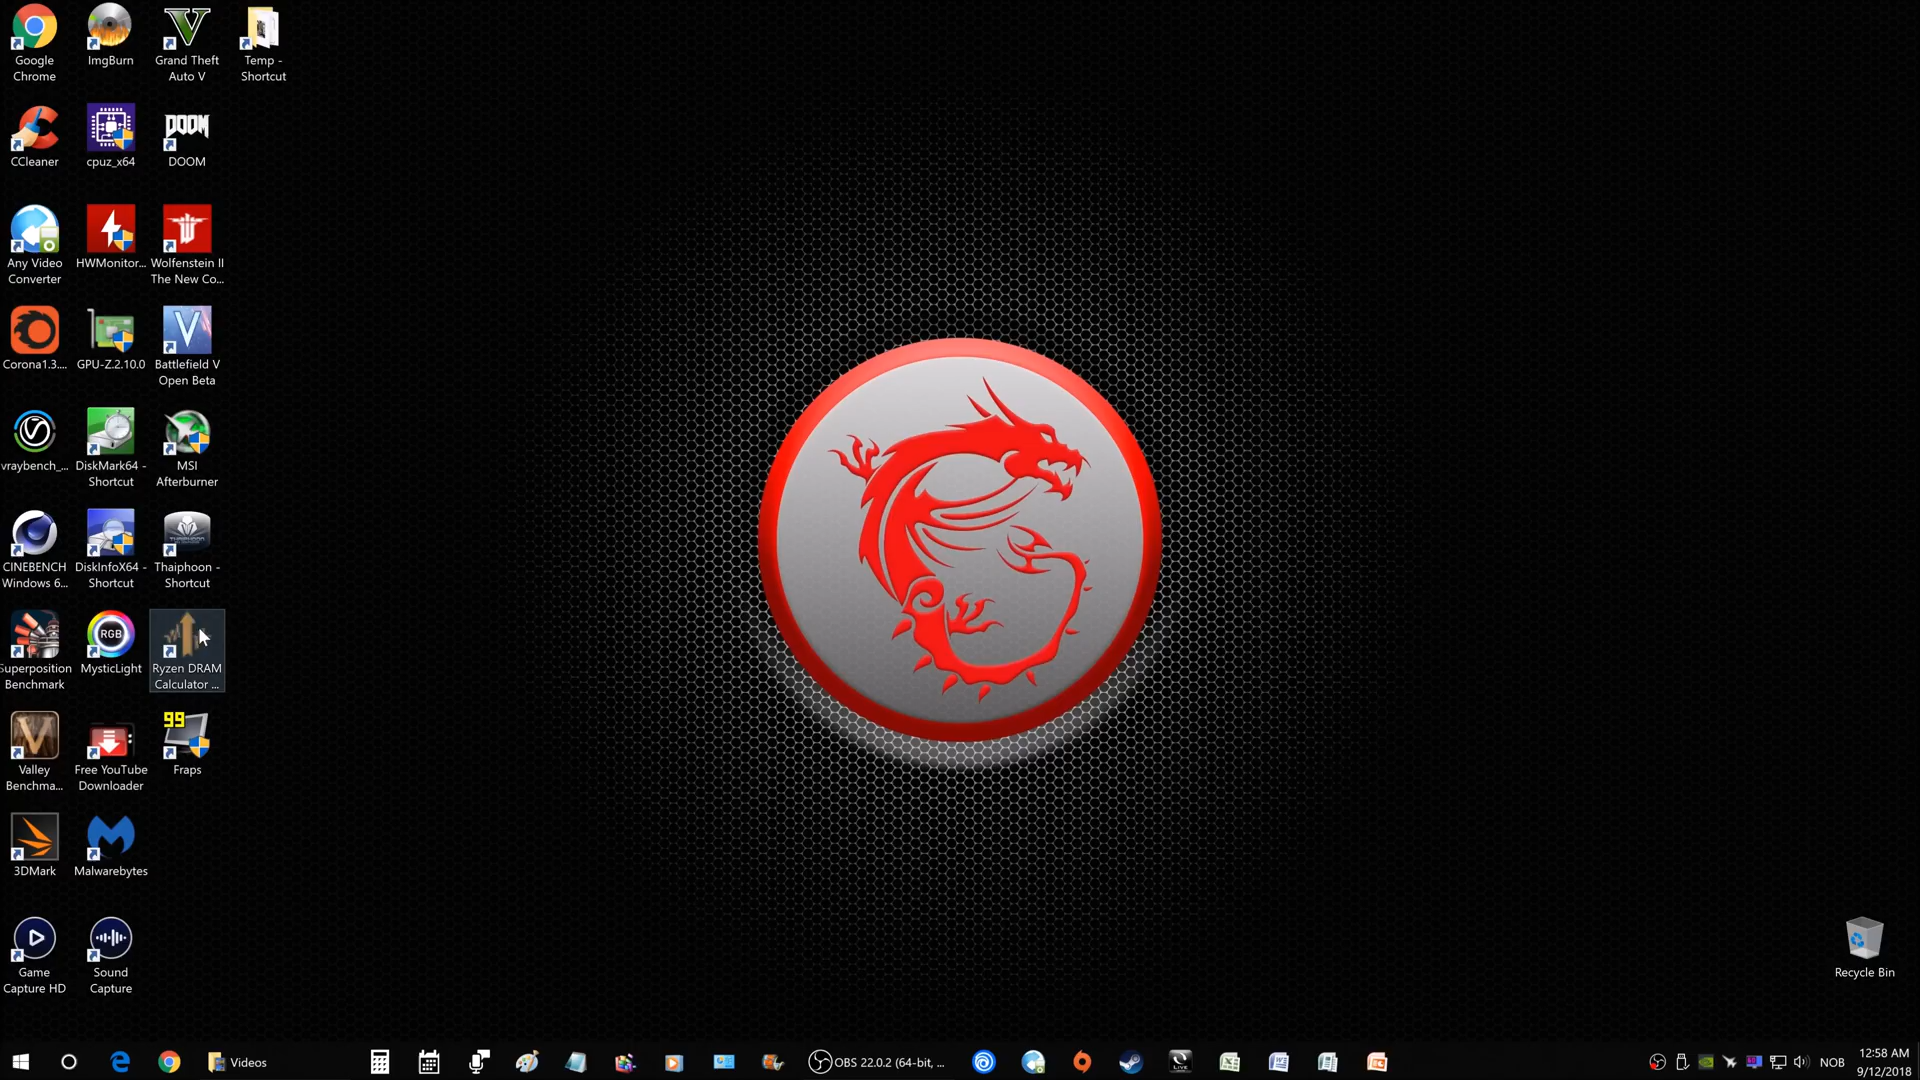 Google
Chrome
ImgBurn
Grand Theft
Auto V
Temp -
Shortcut
CCleaner
cpuz_x64
DOOM
DOOM
Any Video
Converter
HWMonitor...
Wolfenstein II
The New Co...
Corona1.3....
GPU-Z.2.10.0
Battlefield V
Open Beta
vraybench_...
DiskMark64 -
Shortcut
MSI
Afterburner
CINEBENCH
Windows 6...
DiskInfoX64 -
Shortcut
THAIPHOON
Thaiphoon -
Shortcut
Superposition
Benchmark
RGB
MysticLight
Ryzen DRAM
Calculator ...
Valley
Benchma...
Free YouTube
Downloader
99
Fraps
3DMark
Malwarebytes
Game
Capture HD
Sound
Capture
Recycle Bin
Videos
OBS 22.0.2 (64-bit, ...
LIVE
NOB
12:58 AM
9/12/2018